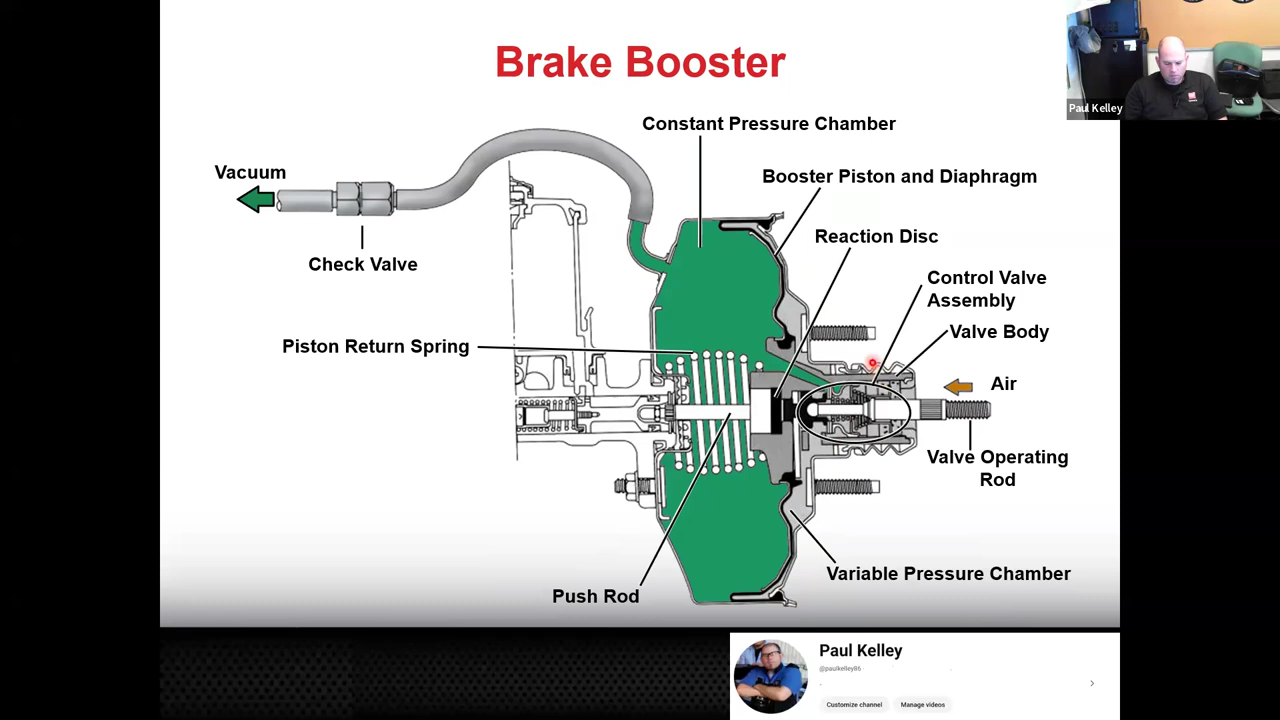 Brake Booster
Paul Kelley
Constant Pressure Chamber
Vacuum
Booster Piston and Diaphragm
Reaction Disc
Check Valve
Control Valve
Assembly
Valve Body
Piston Return Spring
Air
Valve Operating
Rod
Variable Pressure Chamber
Push Rod
Paul Kelley
@paulkelley86
Customize channel
Manage videos